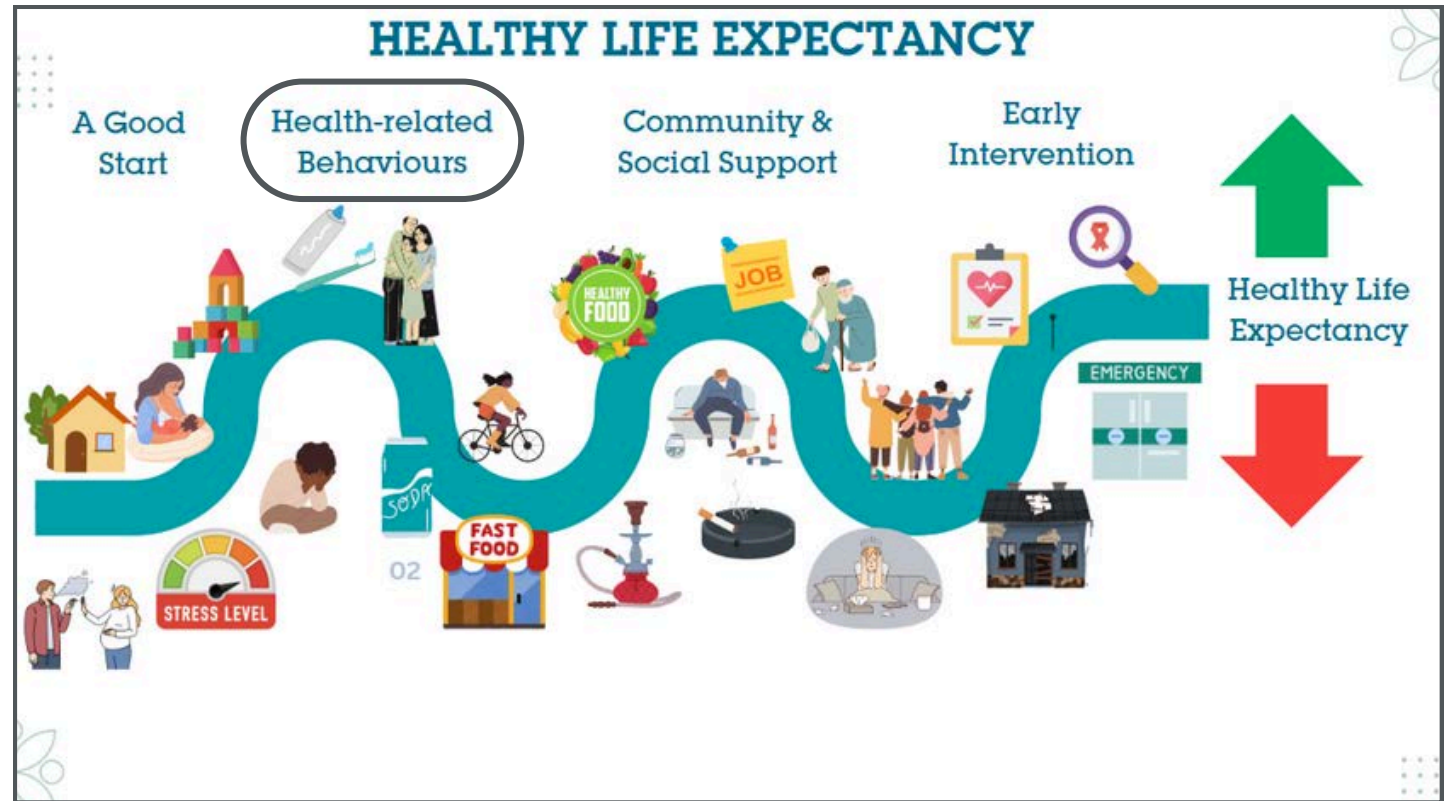 HEALTHY LIFE EXPECTANCY
A Good
Start
Health-related
Behaviours
Community &
Social Support
Early
Intervention
HEALTHY
FOOD
JOB
Healthy Life
Expectancy
EMERGENCY
SODA
FAST
FOOD
02
STRESS LEVEL